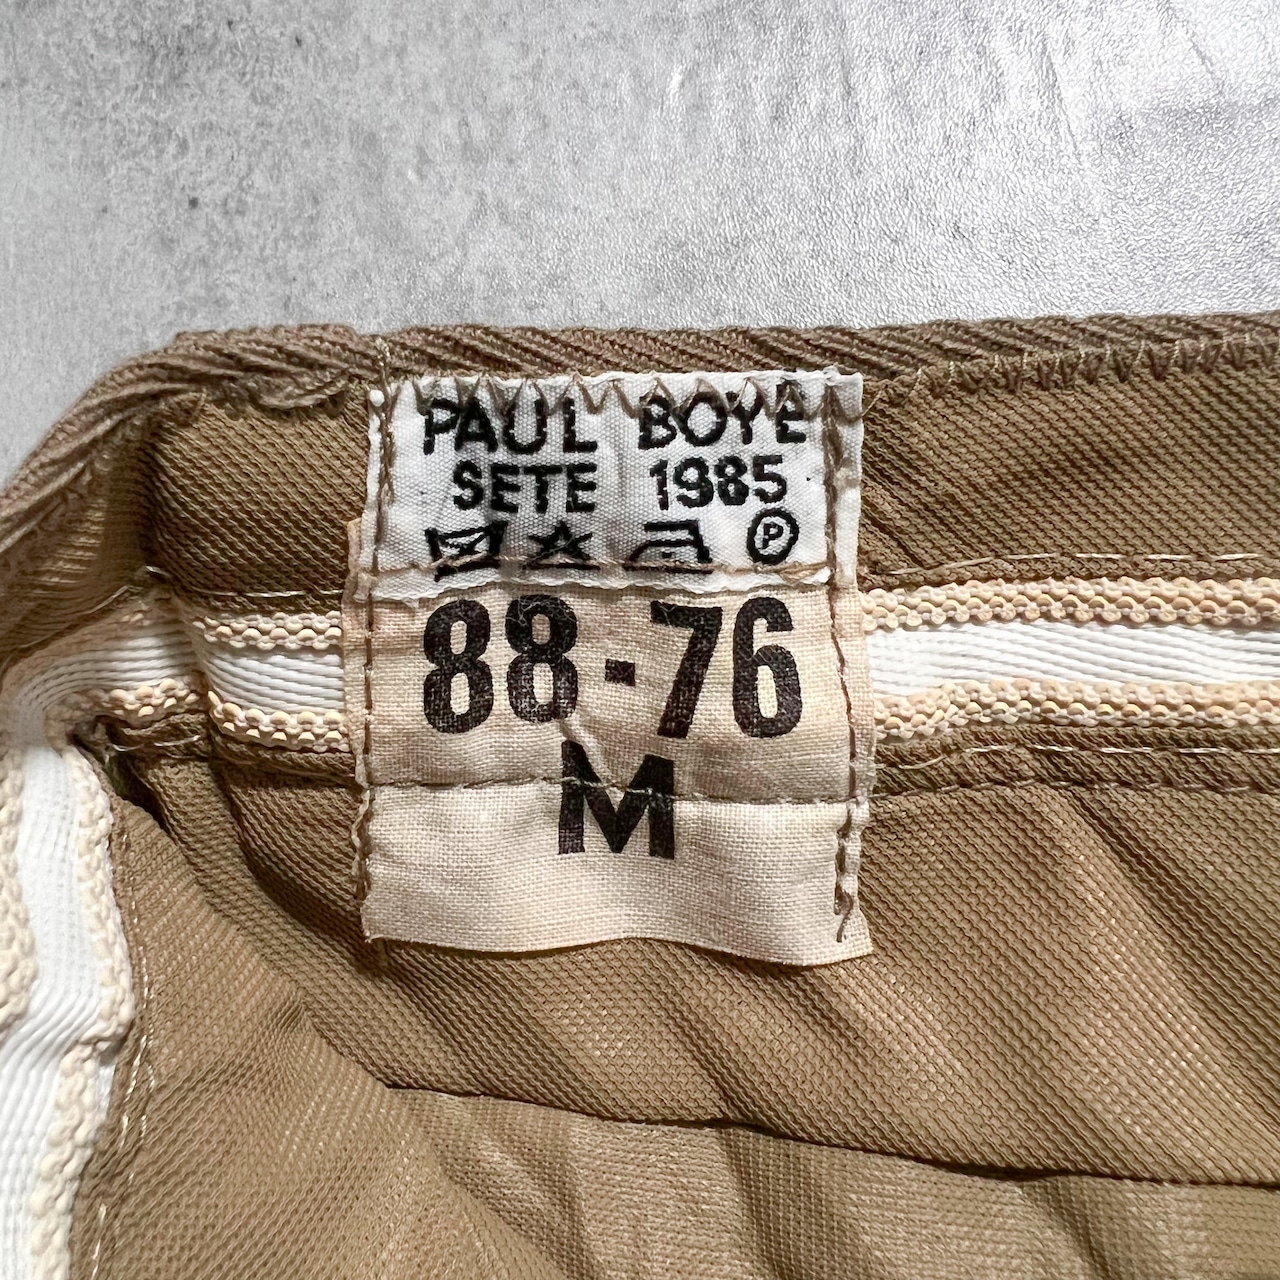 PAUL BOYE
SETE 1985
P
88-76
M